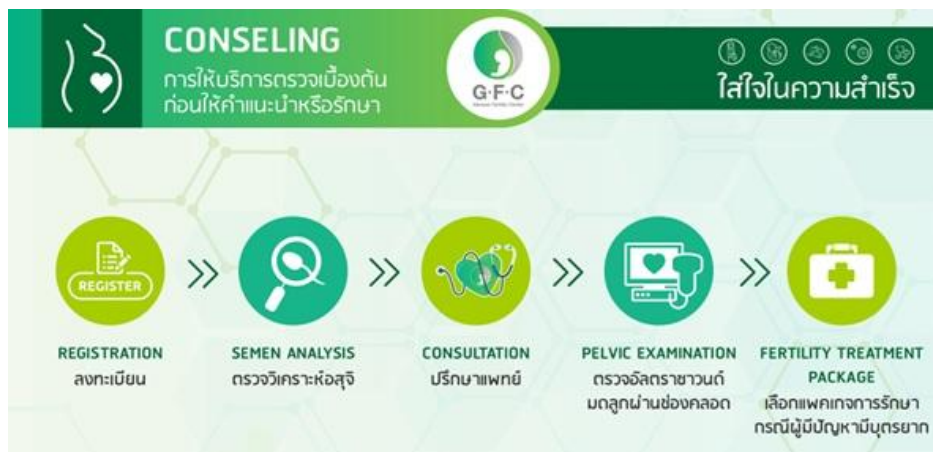 CONSELING
การให้บริการตรวจเบื้องต้น
ก่อนให้คำแนะนำหรือรักษา
G·F·C
ใส่ใจในความสำเร็จ
REGISTER
REGISTRATION
ลงทะเบียน
SEMEN ANALYSIS
ตรวจวิเคราะห์อสุจิ
CONSULTATION
ปรึกษาแพทย์
PELVIC EXAMINATION
ตรวจอัลตราซาวนด์
มดลูกผ่านช่องคลอด
FERTILITY TREATMENT
PACKAGE
เลือกแพคเกจการรักษา
กรณีผู้มีปัญหามีบุตรยาก